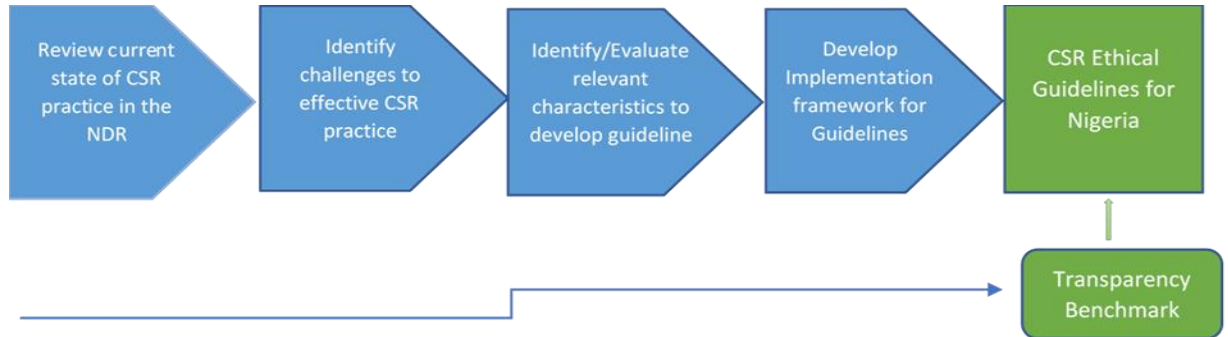 Review current
state of CSR
practice in the
NDR
Identify
challenges to
effective CSR
practice
Identify/Evaluate
relevant
characteristics to
develop guideline
Develop
Implementation
framework for
Guidelines
CSR Ethical
Guidelines for
Nigeria
Transparency
Benchmark